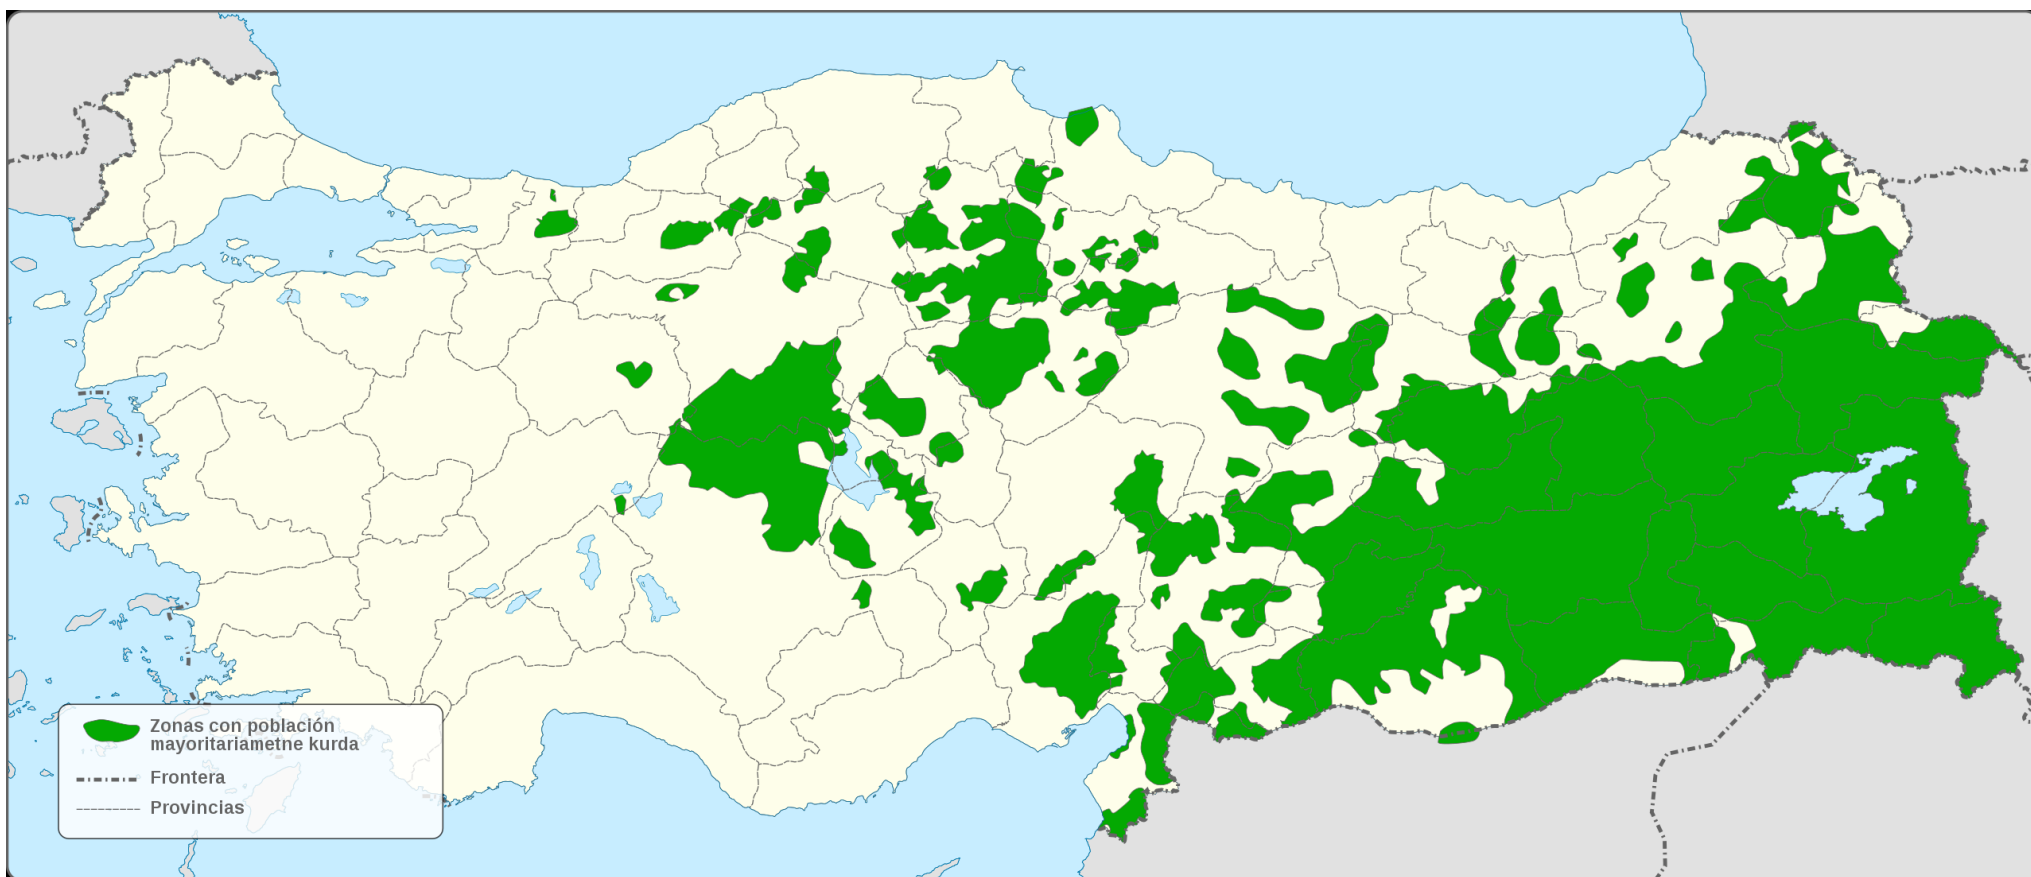 Zonas con población
mayoritariametne kurda
Frontera
Provincias